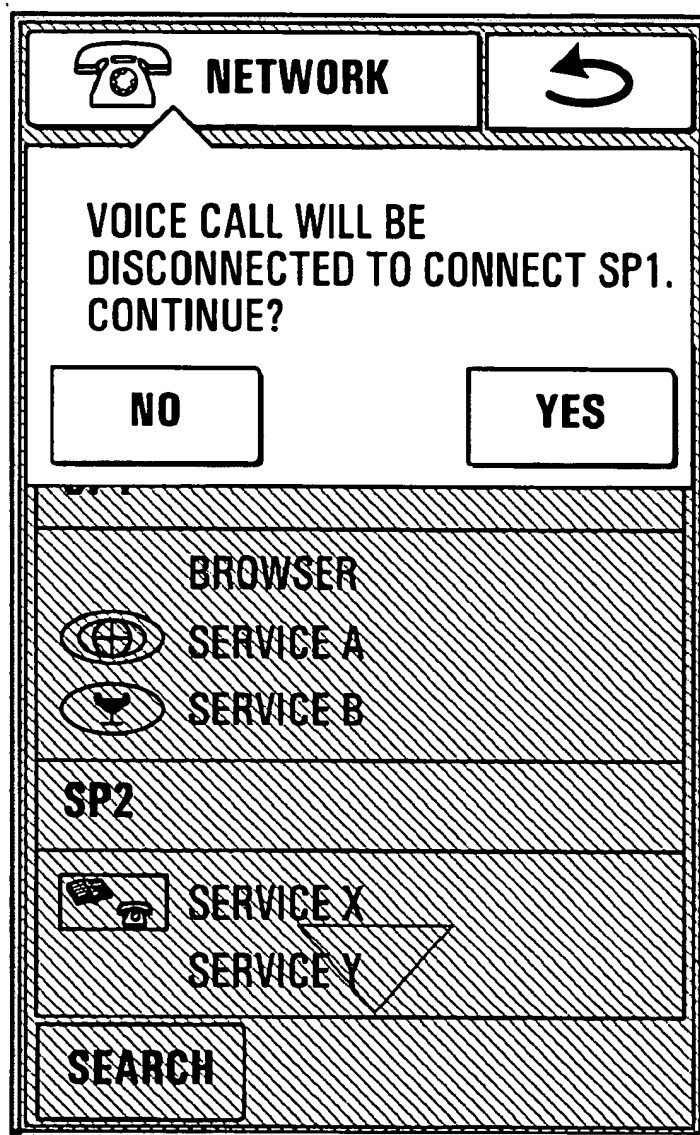 NETWORK
VOICE CALL WILL BE
DISCONNECTED TO CONNECT SP1.
CONTINUE?
NO
YES
SP1
BROWSER
SERVICE A
SERVICE B
SP2
SERVICE X
SERVICE Y
SEARCH